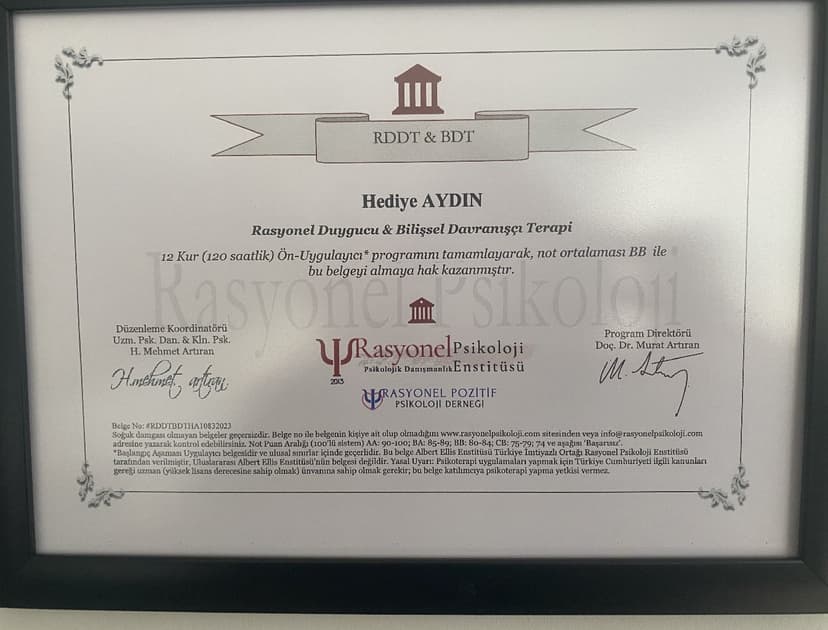 RDDT & BDT
Hediye AYDIN
Rasyonel Duygucu & Bilişsel Davranışçı Terapi
12 Kur (120 saatlik) Ön-Uygulayıcı* programını tamamlayarak, not ortalaması BB ile
bu belgeyi almaya hak kazanmıştır.
Rasyonel Psikoloji
Düzenleme Koordinatörü
Uzm. Psk. Dan. & Kln. Psk.
H. Mehmet Artıran
H.mehmet artıran
Rasyonel Psikoloji
Psikolojik Danışmanlık Enstitüsü
2013
RASYONEL POZİTİF
PSİKOLOJİ DERNEĞİ
Program Direktörü
Doç. Dr. Murat Artıran
Belge No: #RDDTBDTHA10832023
Soğuk damgası olmayan belgeler geçersizdir. Belge no ile belgenin kişiye ait olup olmadığını www.rasyonelpsikoloji.com sitesinden veya info@rasyonelpsikoloji.com
adresine yazarak kontrol edebilirsiniz. Not Puan Aralığı (100'lü sistem) AA: 90-100; BA: 85-89; BB: 80-84; CB: 75-79; 74 ve aşağısı 'Başarısız'.
*Başlangıç Aşaması Uygulayıcı belgesidir ve ulusal sınırlar içinde geçerlidir. Bu belge Albert Ellis Enstitüsü Türkiye İmtiyazlı Ortağı Rasyonel Psikoloji Enstitüsü
tarafından verilmiştir, Uluslararası Albert Ellis Enstitüsü'nün belgesi değildir. Yasal Uyarı: Psikoterapi uygulamaları yapmak için Türkiye Cumhuriyeti ilgili kanunları
gereği uzman (yüksek lisans derecesine sahip olmak) ünvanına sahip olmak gerekir; bu belge katılımcıya psikoterapi yapma yetkisi vermez.